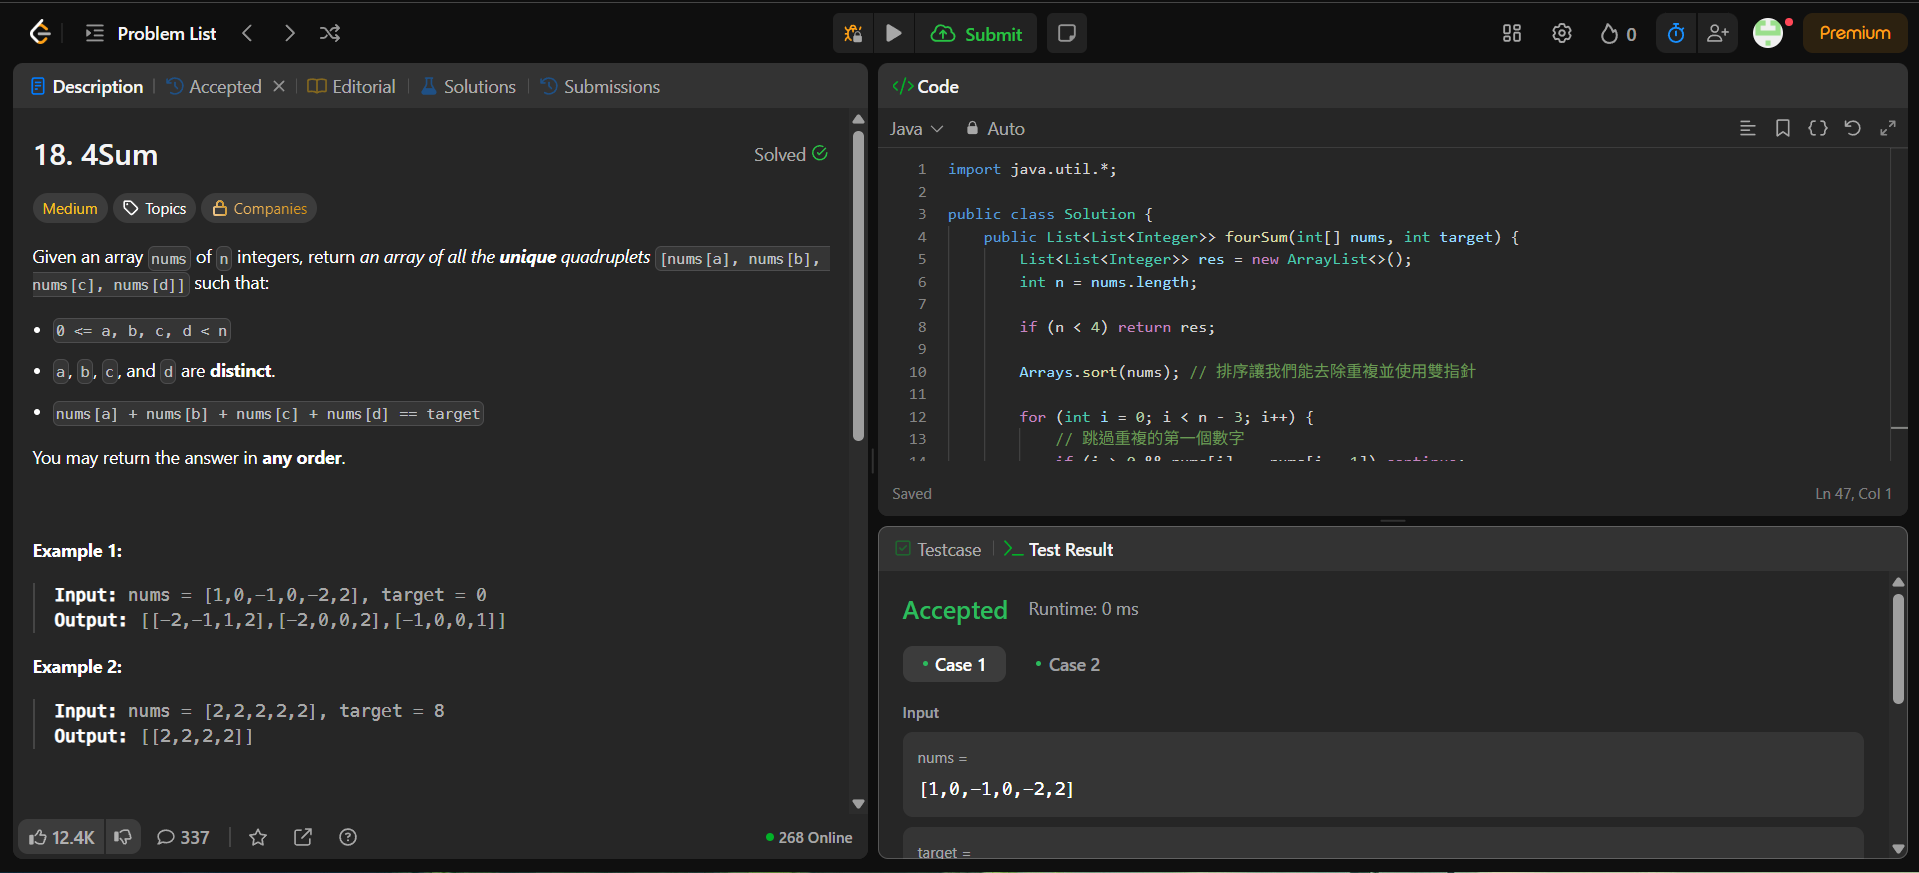 Problem List
Submit
0
Premium
Description
Accepted
Editorial
Solutions
Submissions
18. 4Sum
Solved
Medium
Topics
Companies
Given an array nums of n integers, return an array of all the unique quadruplets [nums[a], nums[b],
nums[c], nums[d]] such that:
• 0 <= a, b, c, d < n
• a, b, c, and d are distinct.
• nums[a] + nums[b] + nums[c] + nums[d] == target
You may return the answer in any order.
Example 1:
Input: nums = [1,0,-1,0,-2,2], target = 0
Output: [[-2,-1,1,2],[-2,0,0,2],[-1,0,0,1]]
Example 2:
Input: nums = [2,2,2,2,2], target = 8
Output: [[2,2,2,2]]
12.4K
337
268 Online
</> Code
Java
Auto
1 import java.util.*;
2
3 public class Solution {
4 public List<List<Integer>> fourSum(int[] nums, int target) {
5 List<List<Integer>> res = new ArrayList<>();
6 int n = nums.length;
7
8 if (n < 4) return res;
9
10 Arrays.sort(nums); // 排序讓我們能去除重複並使用雙指針
11
12 for (int i = 0; i < n - 3; i++) {
13 // 跳過重複的第一個數字
14 if (i > 0 && nums[i] == nums[i - 1]) continue;
Saved
Ln 47, Col 1
Testcase
Test Result
Accepted
Runtime: 0 ms
Case 1
Case 2
Input
nums =
[1,0,-1,0,-2,2]
target =